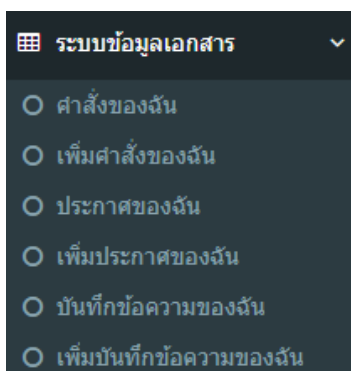 ระบบข้อมูลเอกสาร
คำสั่งของฉัน
เพิ่มคำสั่งของฉัน
ประกาศของฉัน
เพิ่มประกาศของฉัน
บันทึกข้อความของฉัน
เพิ่มบันทึกข้อความของฉัน